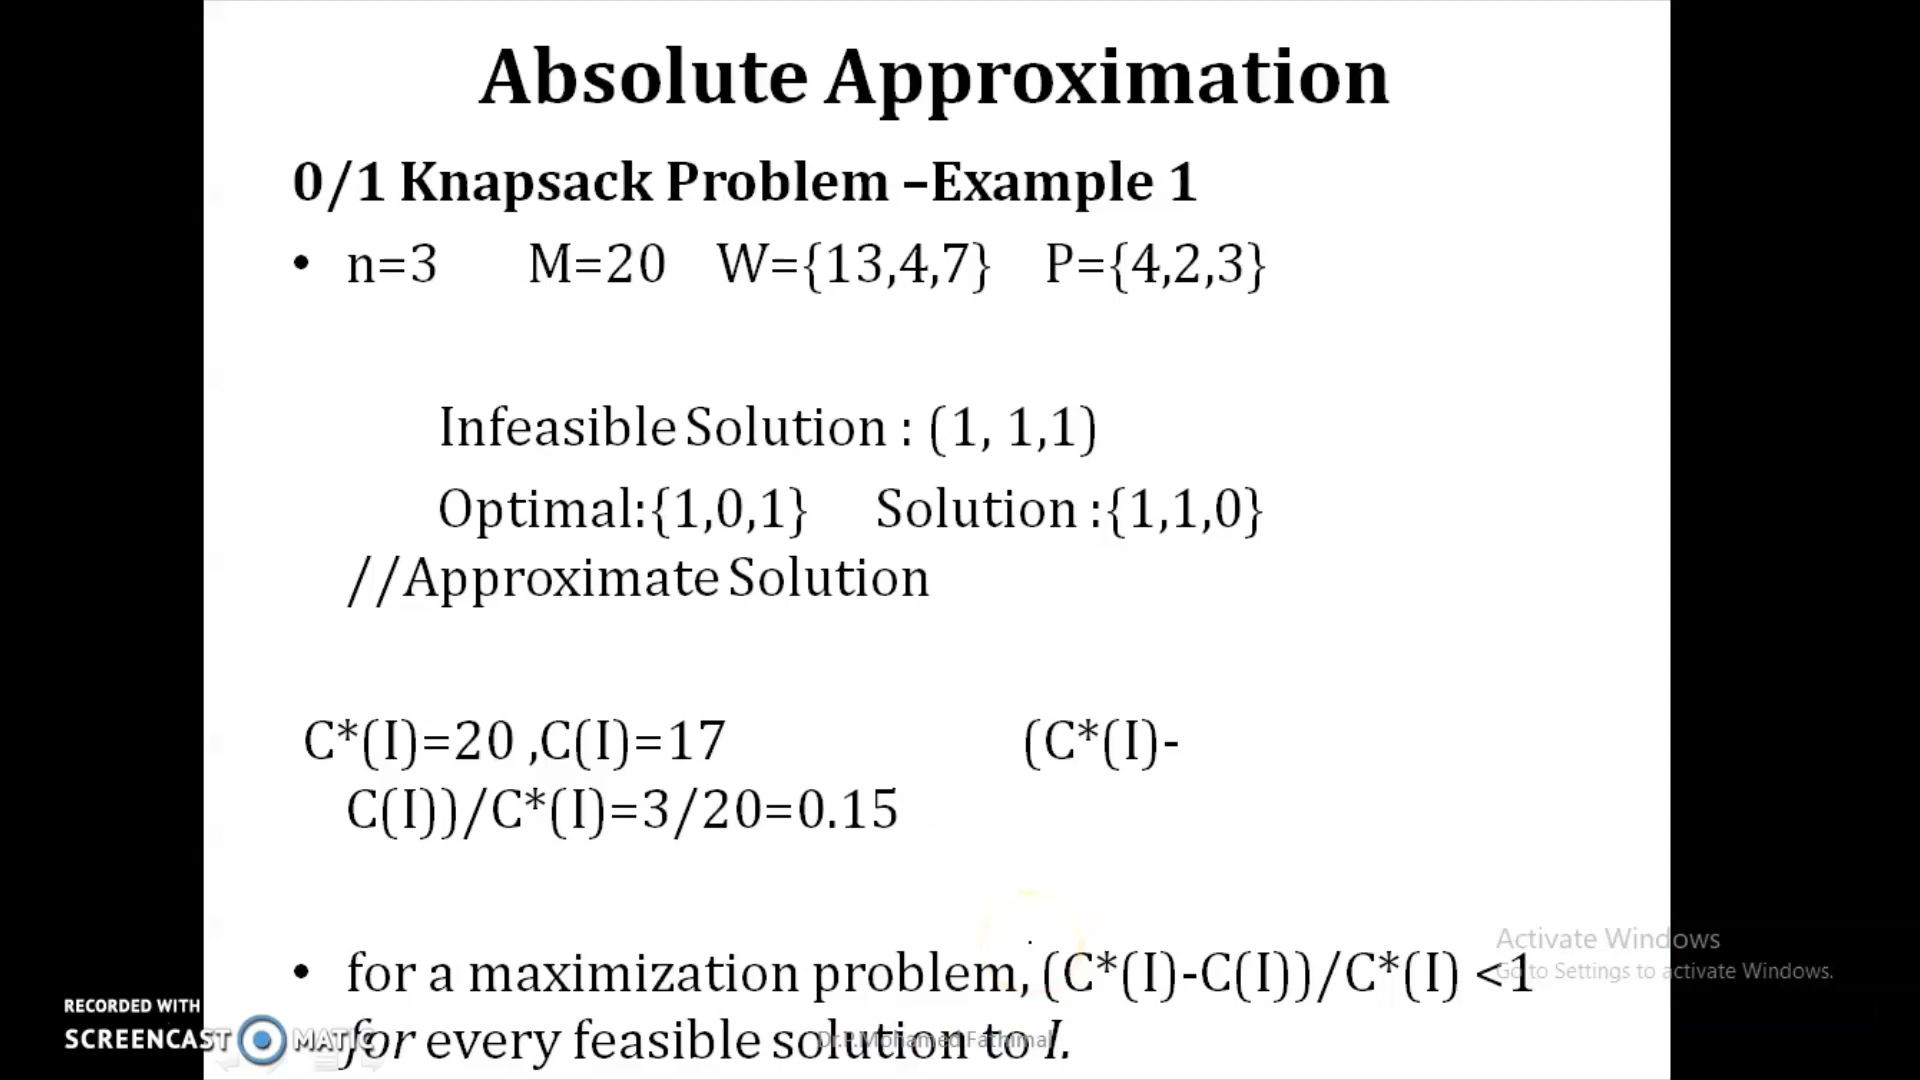 Absolute Approximation
0/1 Knapsack Problem –Example 1
• n=3 M=20 W={13,4,7} P={4,2,3}
Infeasible Solution : (1, 1,1)
Optimal:{1,0,1} Solution :{1,1,0}
//Approximate Solution
C*(I)=20 ,C(I)=17 (C*(I)-
C(I))/C*(I)=3/20=0.15
• for a maximization problem, (C*(I)-C(I))/C*(I) <1
for every feasible solution to I.
Activate Windows
Go to Settings to activate Windows.
RECORDED WITH
SCREENCAST MATIC
Dr.P.Mohamed Fathimal